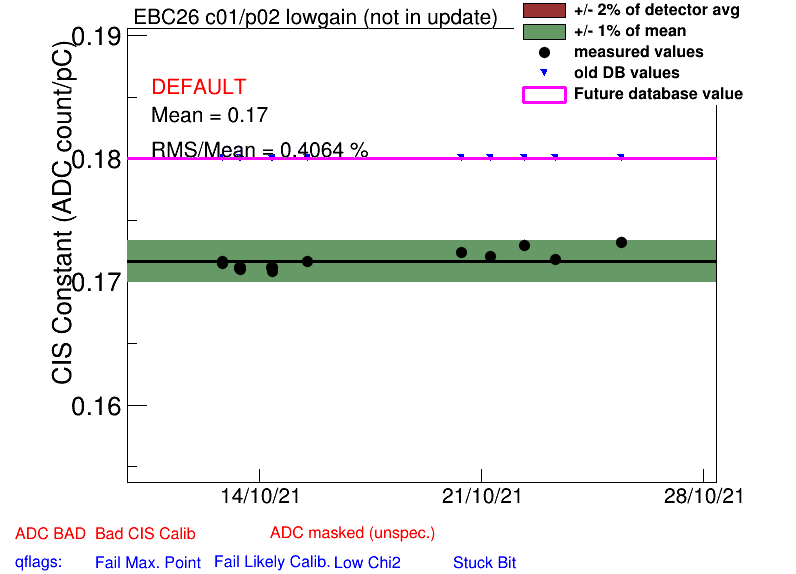 EBC26 c01/p02 lowgain (not in update)
+/- 2% of detector avg
+/- 1% of mean
measured values
old DB values
Future database value
DEFAULT
Mean = 0.17
RMS/Mean = 0.4064 %
CIS Constant (ADC count/pC)
0.19
0.18
0.17
0.16
14/10/21 21/10/21 28/10/21
ADC BAD Bad CIS Calib ADC masked (unspec.)
qflags: Fail Max. Point Fail Likely Calib. Low Chi2 Stuck Bit